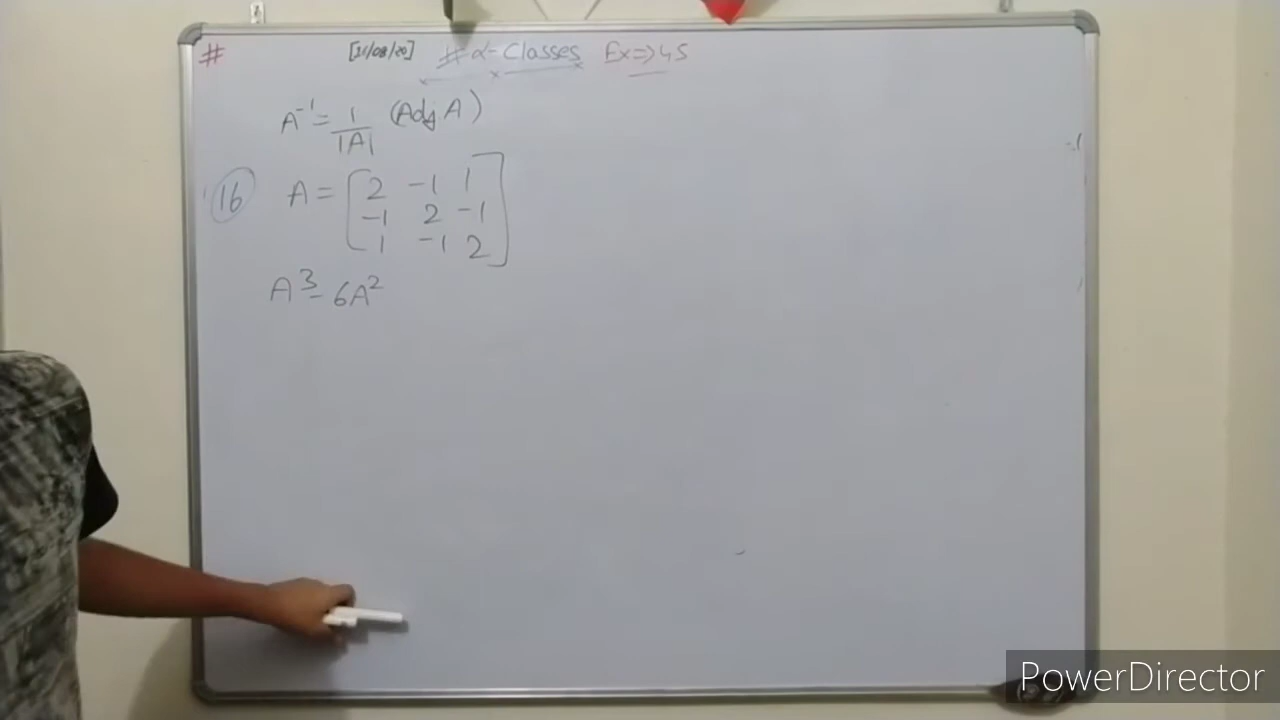 # [11/08/20] # α-Classes Ex=>4.5
A⁻¹ = 1/|A| (Adj A)
16 A = [2 -1 1
-1 2 -1
1 -1 2]
A³ - 6A²
PowerDirector